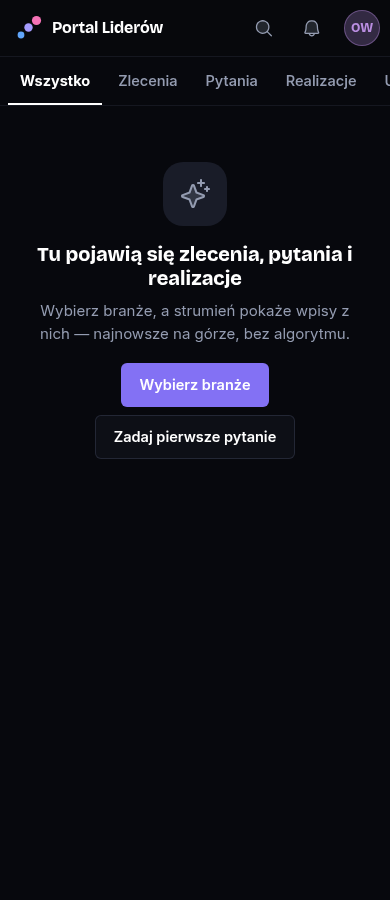 Portal Liderów
OW
Wszystko Zlecenia Pytania Realizacje
Tu pojawią się zlecenia, pytania i
realizacje
Wybierz branże, a strumień pokaże wpisy z
nich — najnowsze na górze, bez algorytmu.
Wybierz branże
Zadaj pierwsze pytanie